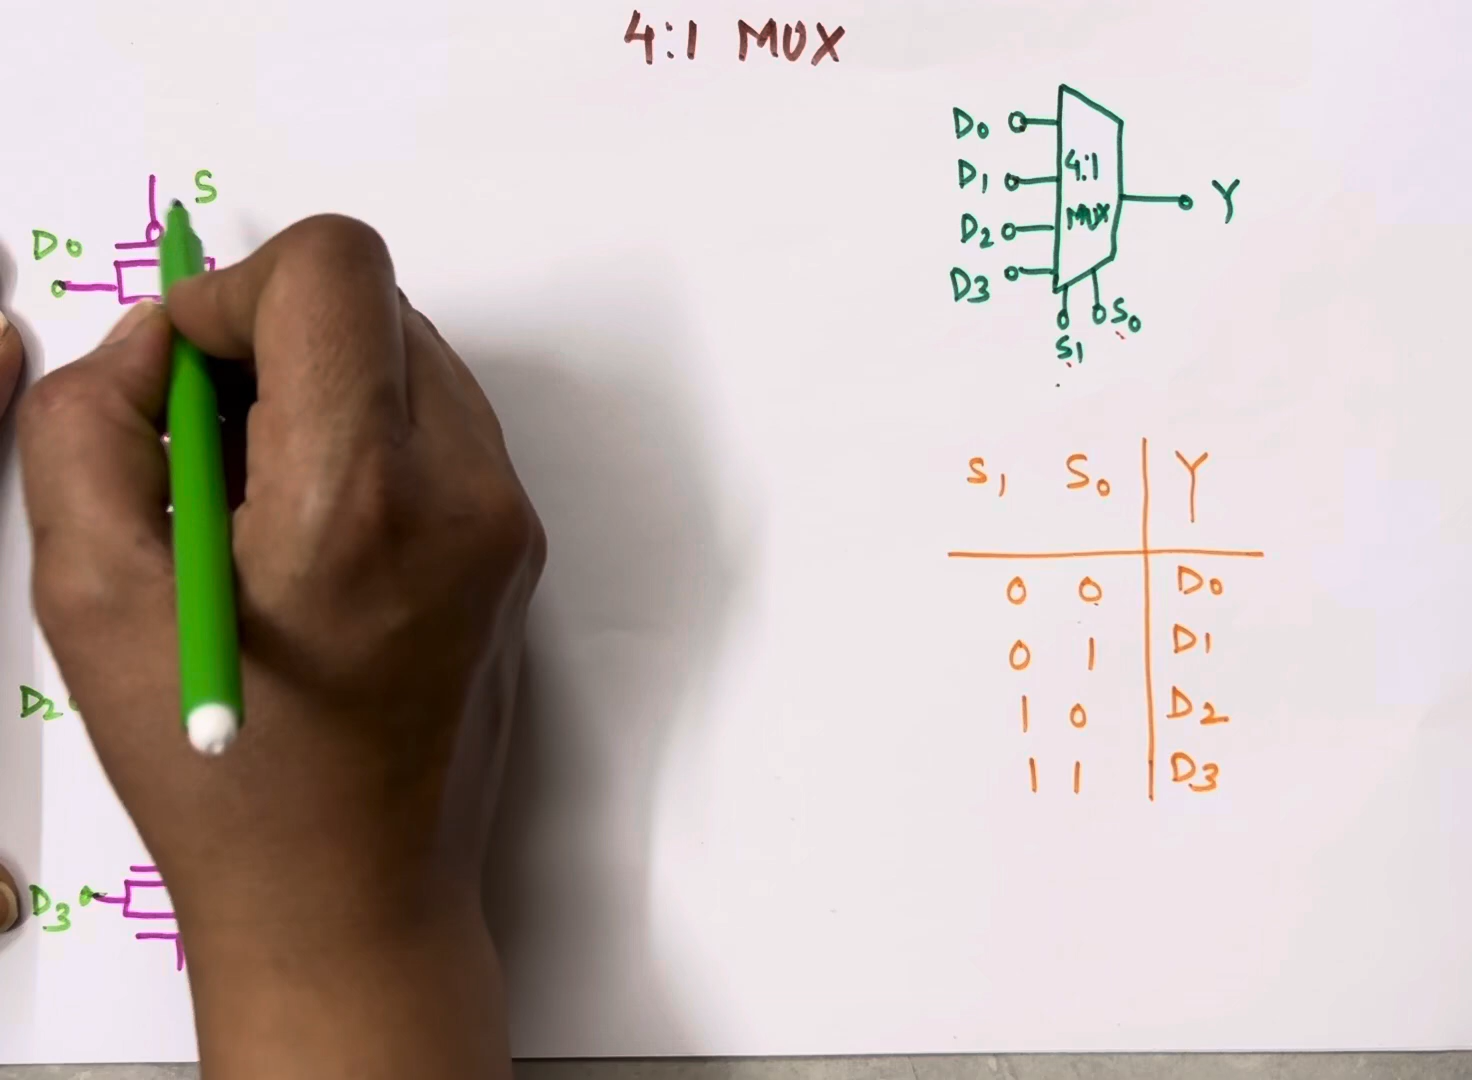 4:1 MUX
D0
S
D2
D3
D0
D1
D2
D3
4:1
MUX
Y
S0
S1
S1 S0 Y
0 0 D0
0 1 D1
1 0 D2
1 1 D3